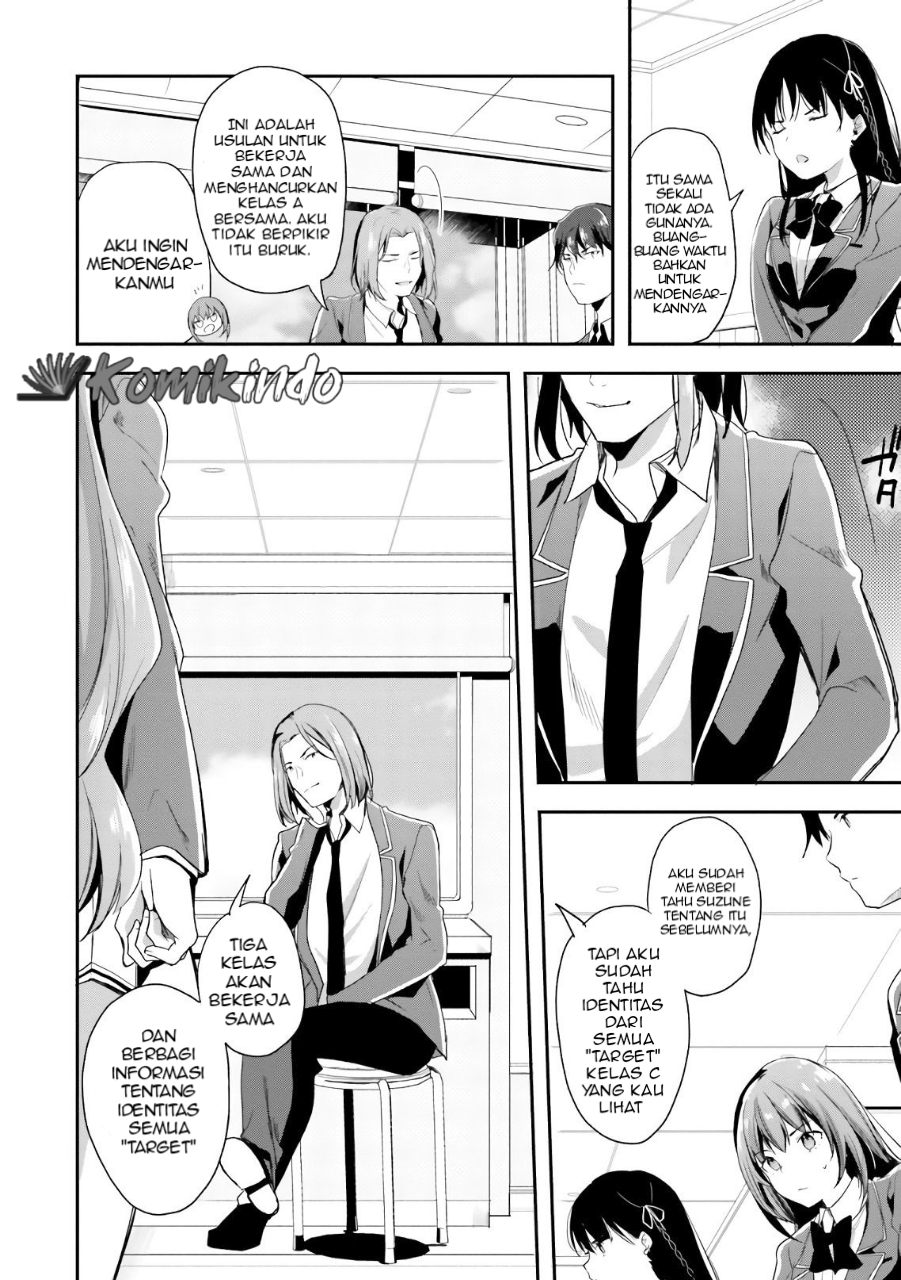 ITU SAMA
SEKALI
TIDAK ADA
GUNANYA.
BUANG-
BUANG WAKTU
BAHKAN
UNTUK
MENDENGAR-
KANNYA
INI ADALAH
USULAN UNTUK
BEKERJA
SAMA DAN
MENGHANCURKAN
KELAS A
BERSAMA. AKU
TIDAK BERPIKIR
ITU BURUK.
AKU INGIN
MENDENGAR-
KANMU
Komikindo
ガタ
AKU SUDAH
MEMBERI
TAHU SUZUNE
TENTANG ITU
SEBELUMNYA,
TAPI AKU
SUDAH
TAHU
IDENTITAS
DARI
SEMUA
"TARGET"
KELAS C
YANG KAU
LIHAT
TIGA
KELAS
AKAN
BEKERJA
SAMA
DAN
BERBAGI
INFORMASI
TENTANG
IDENTITAS
SEMUA
"TARGET"